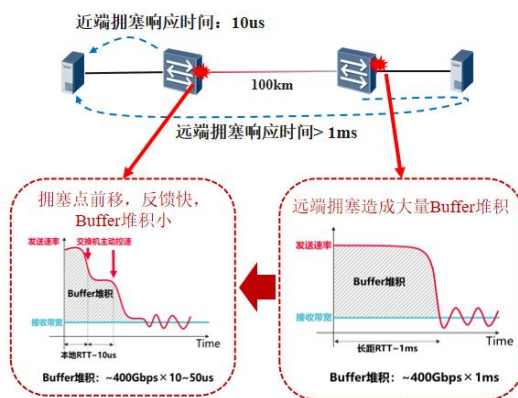 近端拥塞响应时间：10us
100km
远端拥塞响应时间> 1ms
拥塞点前移，反馈快，
Buffer堆积小
发送速率
交换机主动控速
Buffer堆积
接收带宽
Time
本地RTT~10us
Buffer堆积：~400Gbps×10~50us
远端拥塞造成大量Buffer堆积
发送速率
Buffer堆积
接收带宽
Time
长距RTT~1ms
Buffer堆积：~400Gbps×1ms